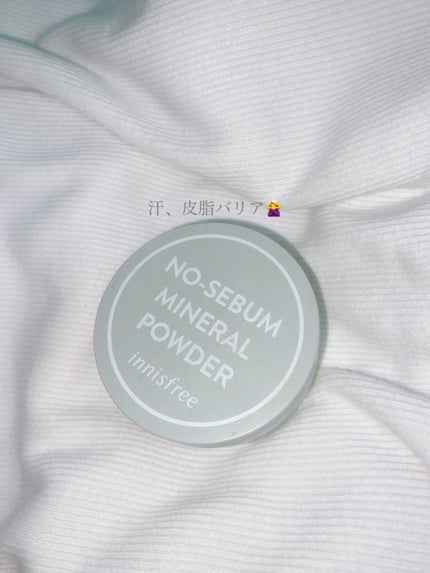 汗、皮脂バリア🙅‍♀️
NO-SEBUM
MINERAL
POWDER
innisfree